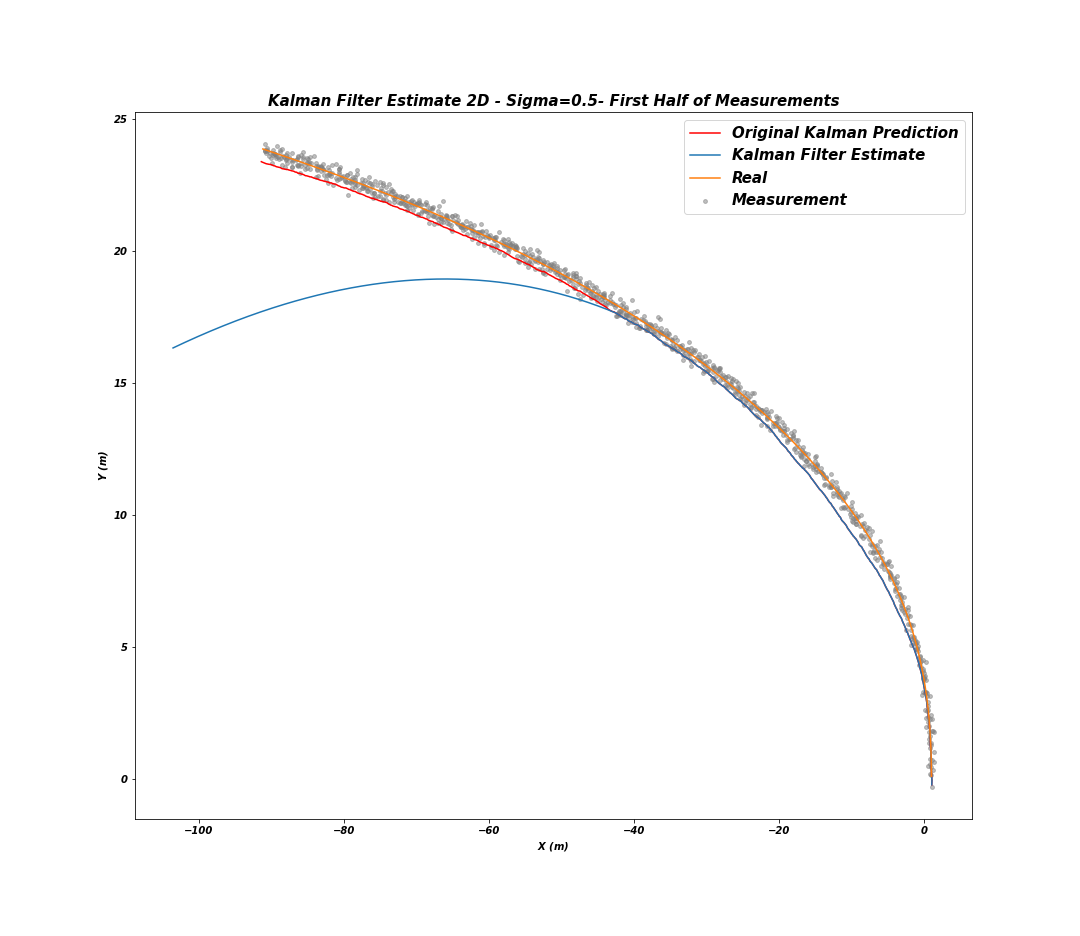 Kalman Filter Estimate 2D - Sigma=0.5- First Half of Measurements
Original Kalman Prediction
Kalman Filter Estimate
Real
Measurement
25
20
15
10
5
0
Y (m)
−100 −80 −60 −40 −20 0
X (m)